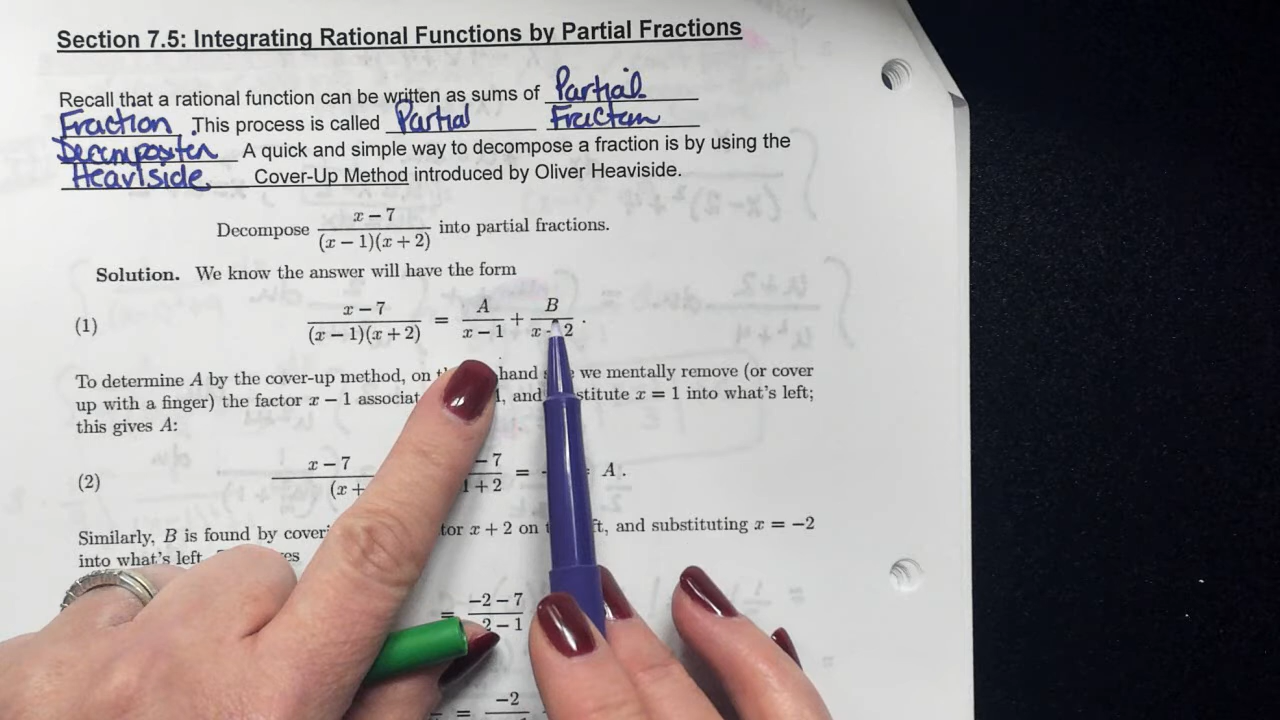 Section 7.5: Integrating Rational Functions by Partial Fractions
Recall that a rational function can be written as sums of Partial
Fraction. This process is called Partial Fraction
Decomposition A quick and simple way to decompose a fraction is by using the
Heaviside Cover-Up Method introduced by Oliver Heaviside.
Decompose (x − 7)/((x − 1)(x + 2)) into partial fractions.
Solution. We know the answer will have the form
(1) (x − 7)/((x − 1)(x + 2)) = A/(x − 1) + B/(x 2) .
To determine A by the cover-up method, on hand we mentally remove (or cover
up with a finger) the factor x − 1 associat , and stitute x = 1 into what's left;
this gives A:
(2) x − 7 (x + − 7 1 + 2 = = A .
Similarly, B is found by coveri tor x + 2 on ft, and substituting x = −2
into what's left. es
= (−2 − 7) 2 − 1
= −2